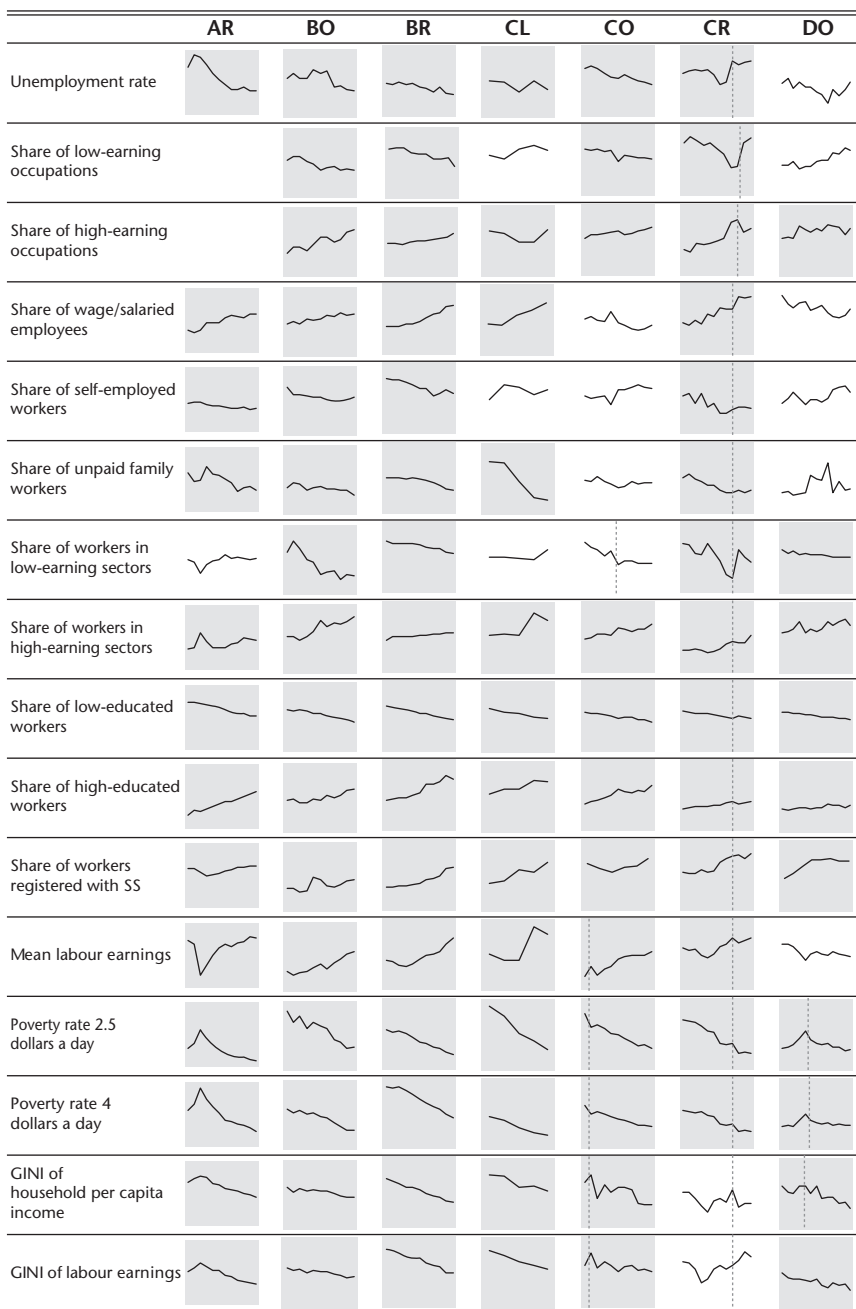 AR BO BR CL CO CR DO
Unemployment rate
Share of low-earning
occupations
Share of high-earning
occupations
Share of wage/salaried
employees
Share of self-employed
workers
Share of unpaid family
workers
Share of workers in
low-earning sectors
Share of workers in
high-earning sectors
Share of low-educated
workers
Share of high-educated
workers
Share of workers
registered with SS
Mean labour earnings
Poverty rate 2.5
dollars a day
Poverty rate 4
dollars a day
GINI of
household per capita
income
GINI of labour earnings